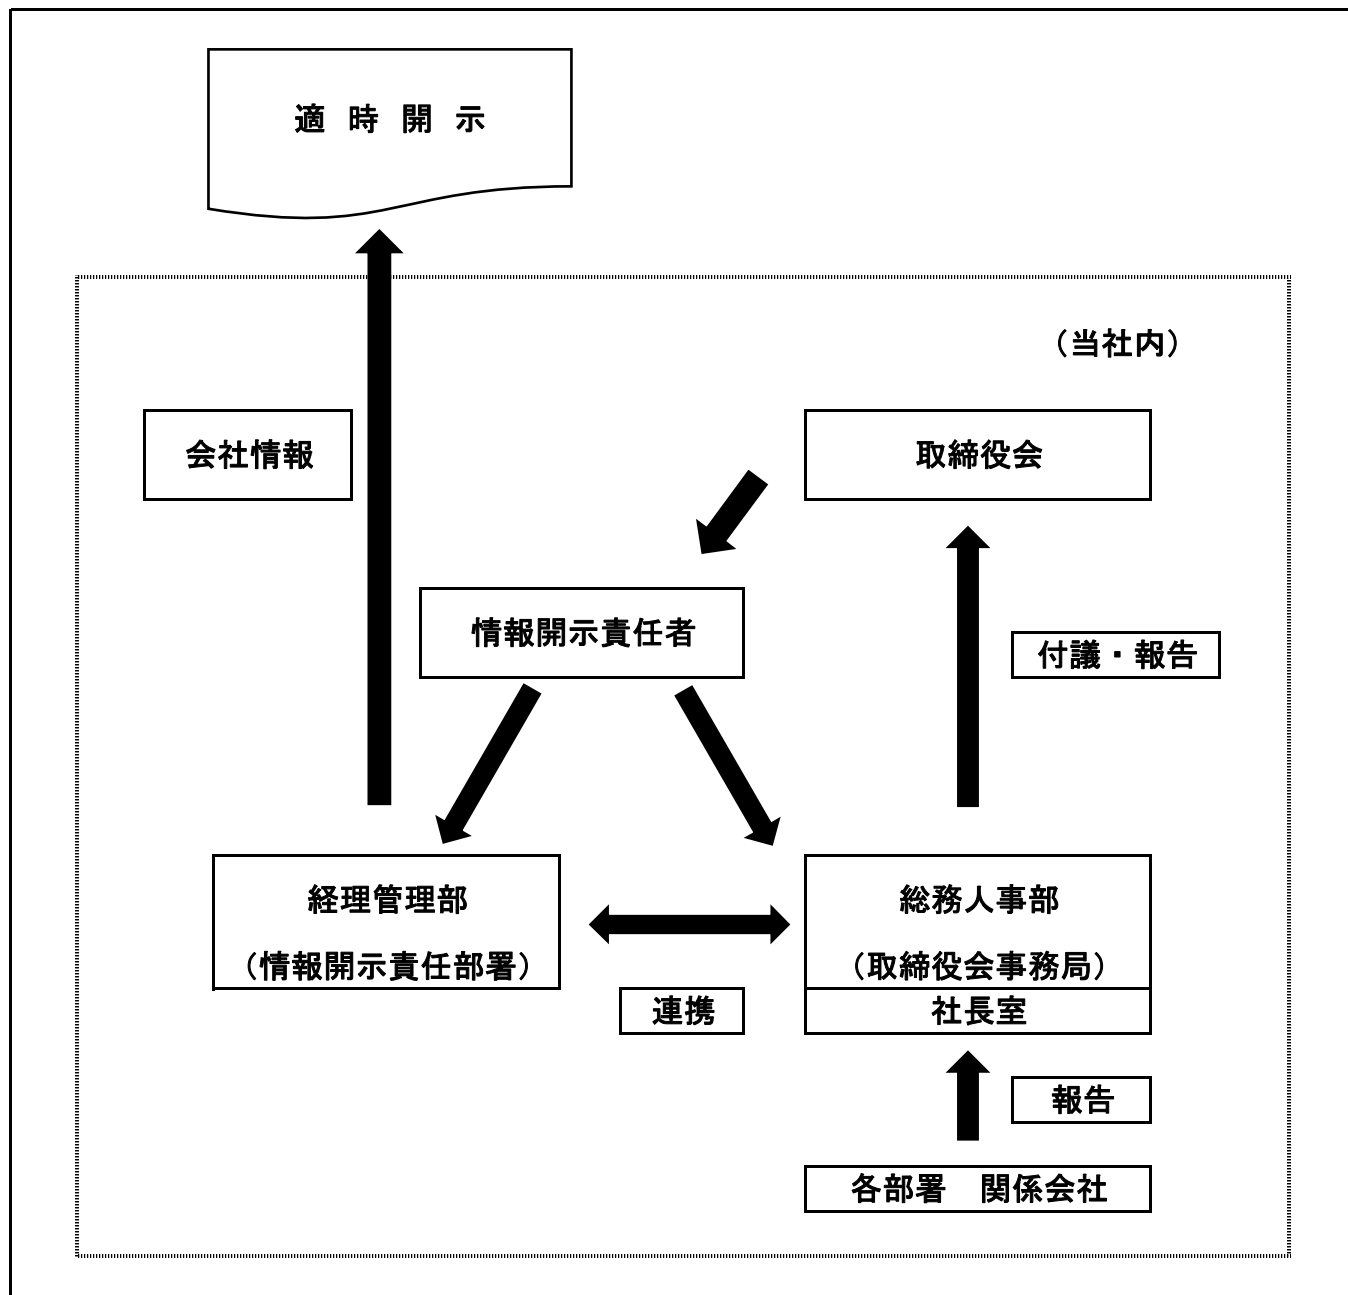 適 時 開 示
（当社内）
会社情報
取締役会
情報開示責任者
付議・報告
経理管理部
（情報開示責任部署）
総務人事部
（取締役会事務局）
連携
社長室
報告
各部署　関係会社